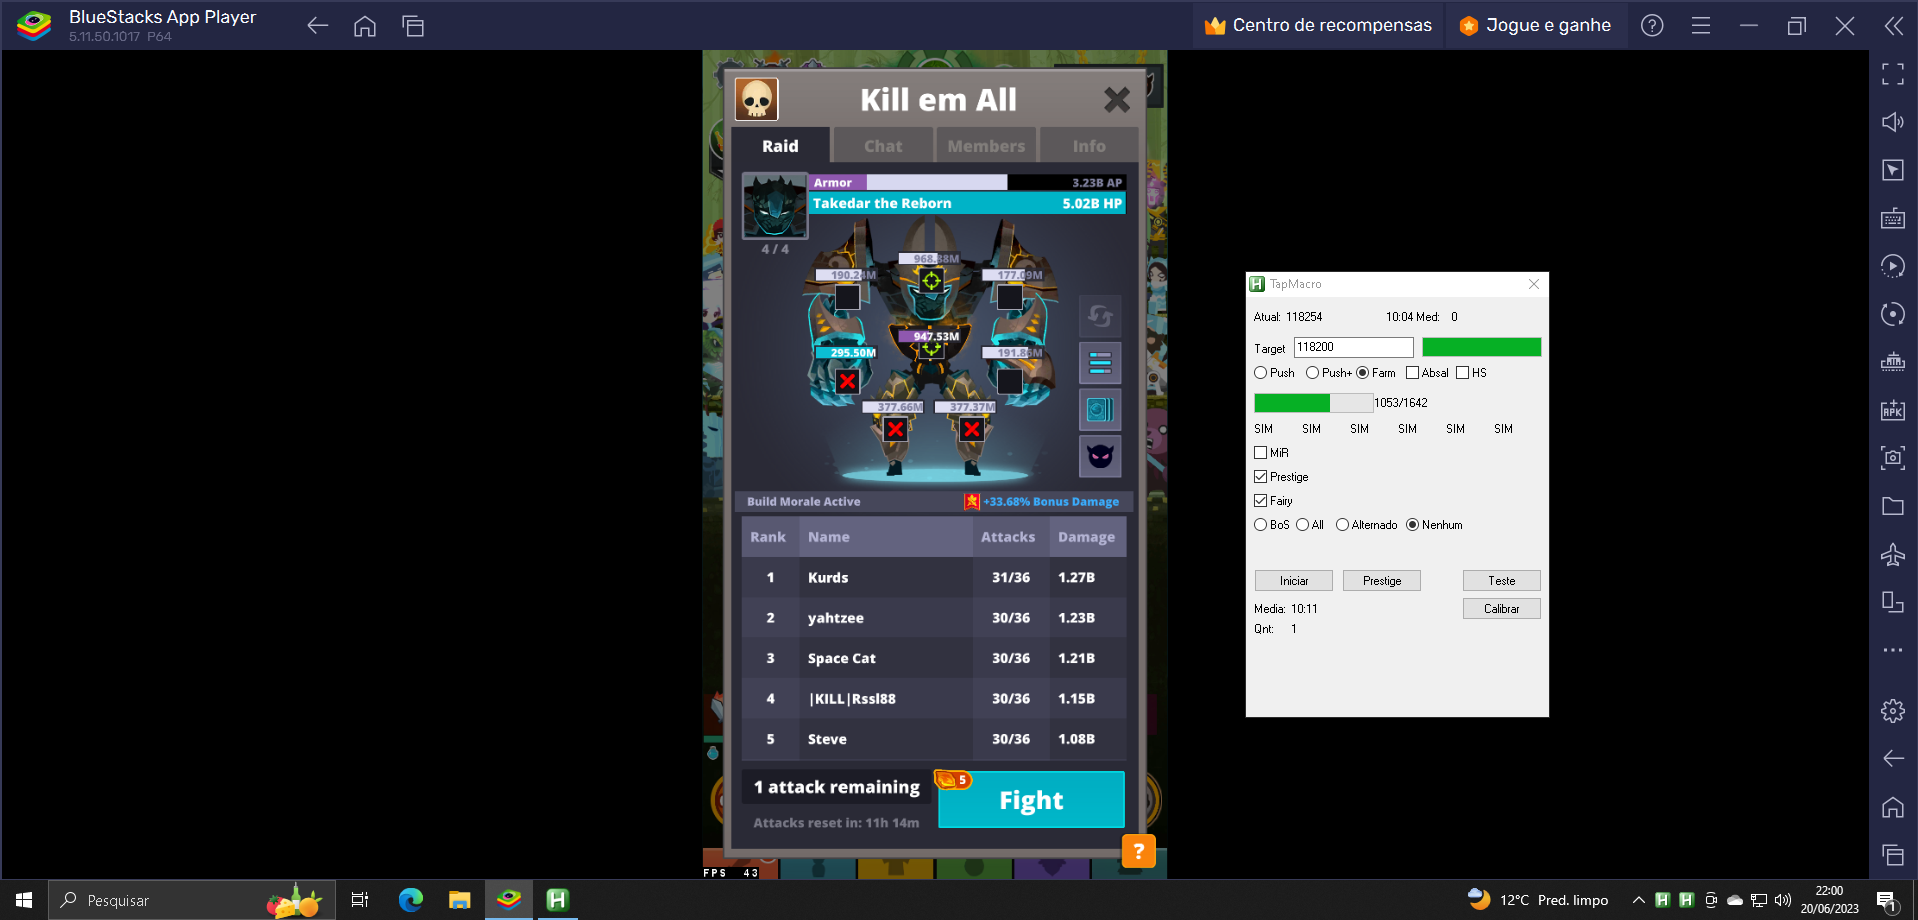 BlueStacks App Player
5.11.50.1017 P64
Centro de recompensas
Jogue e ganhe
Kill em All
Raid Chat Members Info
Armor 3.23B AP
Takedar the Reborn 5.02B HP
4 / 4
968.88M
190.24M 177.09M
947.53M
295.50M 191.86M
377.66M 377.37M
Build Morale Active +33.68% Bonus Damage
Rank Name Attacks Damage
1 Kurds 31/36 1.27B
2 yahtzee 30/36 1.23B
3 Space Cat 30/36 1.21B
4 |KILL|Rssl88 30/36 1.15B
5 Steve 30/36 1.08B
1 attack remaining
5
Fight
Attacks reset in: 11h 14m
?
FPS 43
TapMacro
Atual: 118254 10:04 Med: 0
Target 118200
Push Push+ Farm Absal HS
1053/1642
SIM SIM SIM SIM SIM SIM
MiR
Prestige
Fairy
BoS All Alternado Nenhum
Iniciar Prestige Teste
Media: 10:11 Calibrar
Qnt: 1
APK
Pesquisar
12°C Pred. limpo
22:00
20/06/2023
1